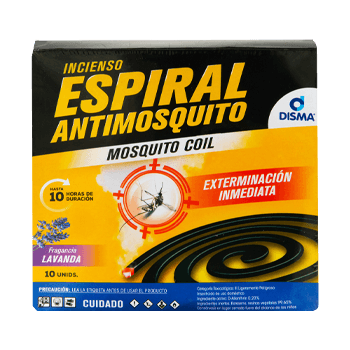 INCIENSO
ESPIRAL
ANTIMOSQUITO
DISMA
MOSQUITO COIL
HASTA
10 HORAS DE
DURACIÓN
EXTERMINACIÓN
INMEDIATA
Fragancia
LAVANDA
10 UNIDS.
PRECAUCIÓN: LEA LA ETIQUETA ANTES DE USAR EL PRODUCTO
CUIDADO